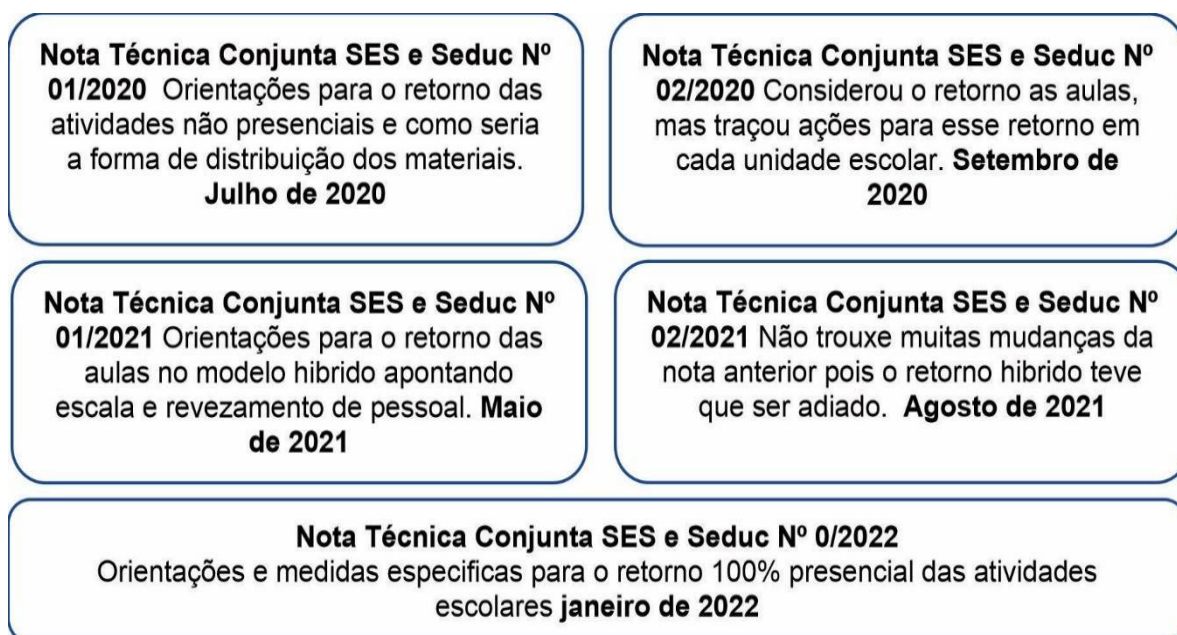 Nota Técnica Conjunta SES e Seduc Nº
01/2020 Orientações para o retorno das
atividades não presenciais e como seria
a forma de distribuição dos materiais.
Julho de 2020
Nota Técnica Conjunta SES e Seduc Nº
02/2020 Considerou o retorno as aulas,
mas traçou ações para esse retorno em
cada unidade escolar. Setembro de
2020
Nota Técnica Conjunta SES e Seduc Nº
01/2021 Orientações para o retorno das
aulas no modelo hibrido apontando
escala e revezamento de pessoal. Maio
de 2021
Nota Técnica Conjunta SES e Seduc Nº
02/2021 Não trouxe muitas mudanças da
nota anterior pois o retorno hibrido teve
que ser adiado. Agosto de 2021
Nota Técnica Conjunta SES e Seduc Nº 0/2022
Orientações e medidas especificas para o retorno 100% presencial das atividades
escolares janeiro de 2022